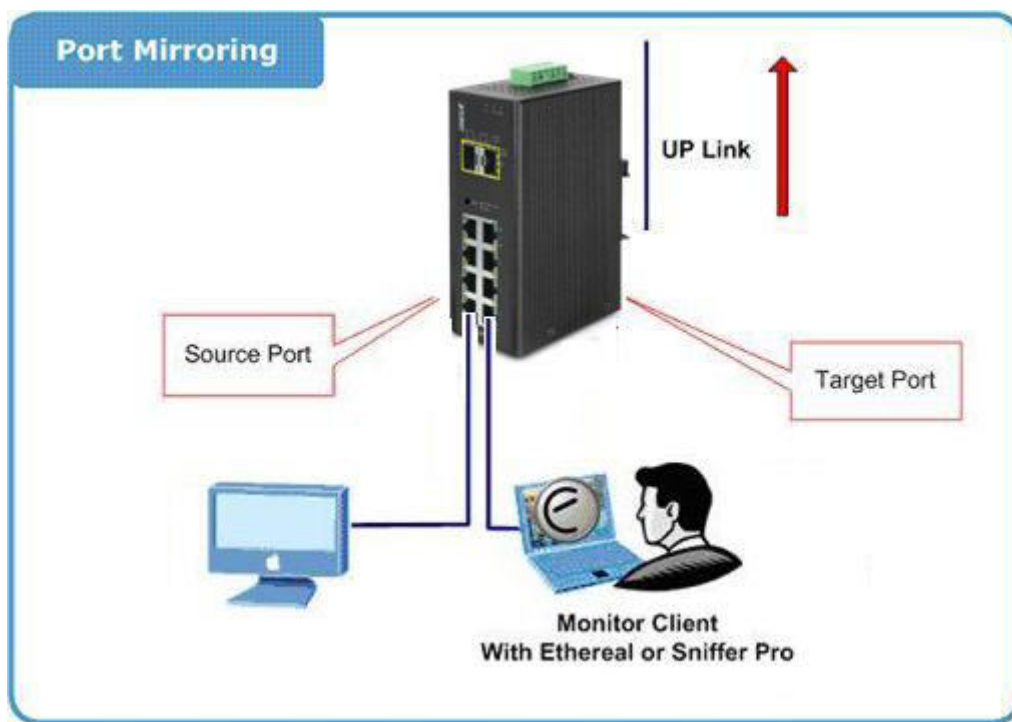 Port Mirroring
UP Link
Source Port
Target Port
Monitor Client
With Ethereal or Sniffer Pro